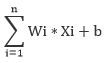 n
∑ Wi * Xi + b
i=1